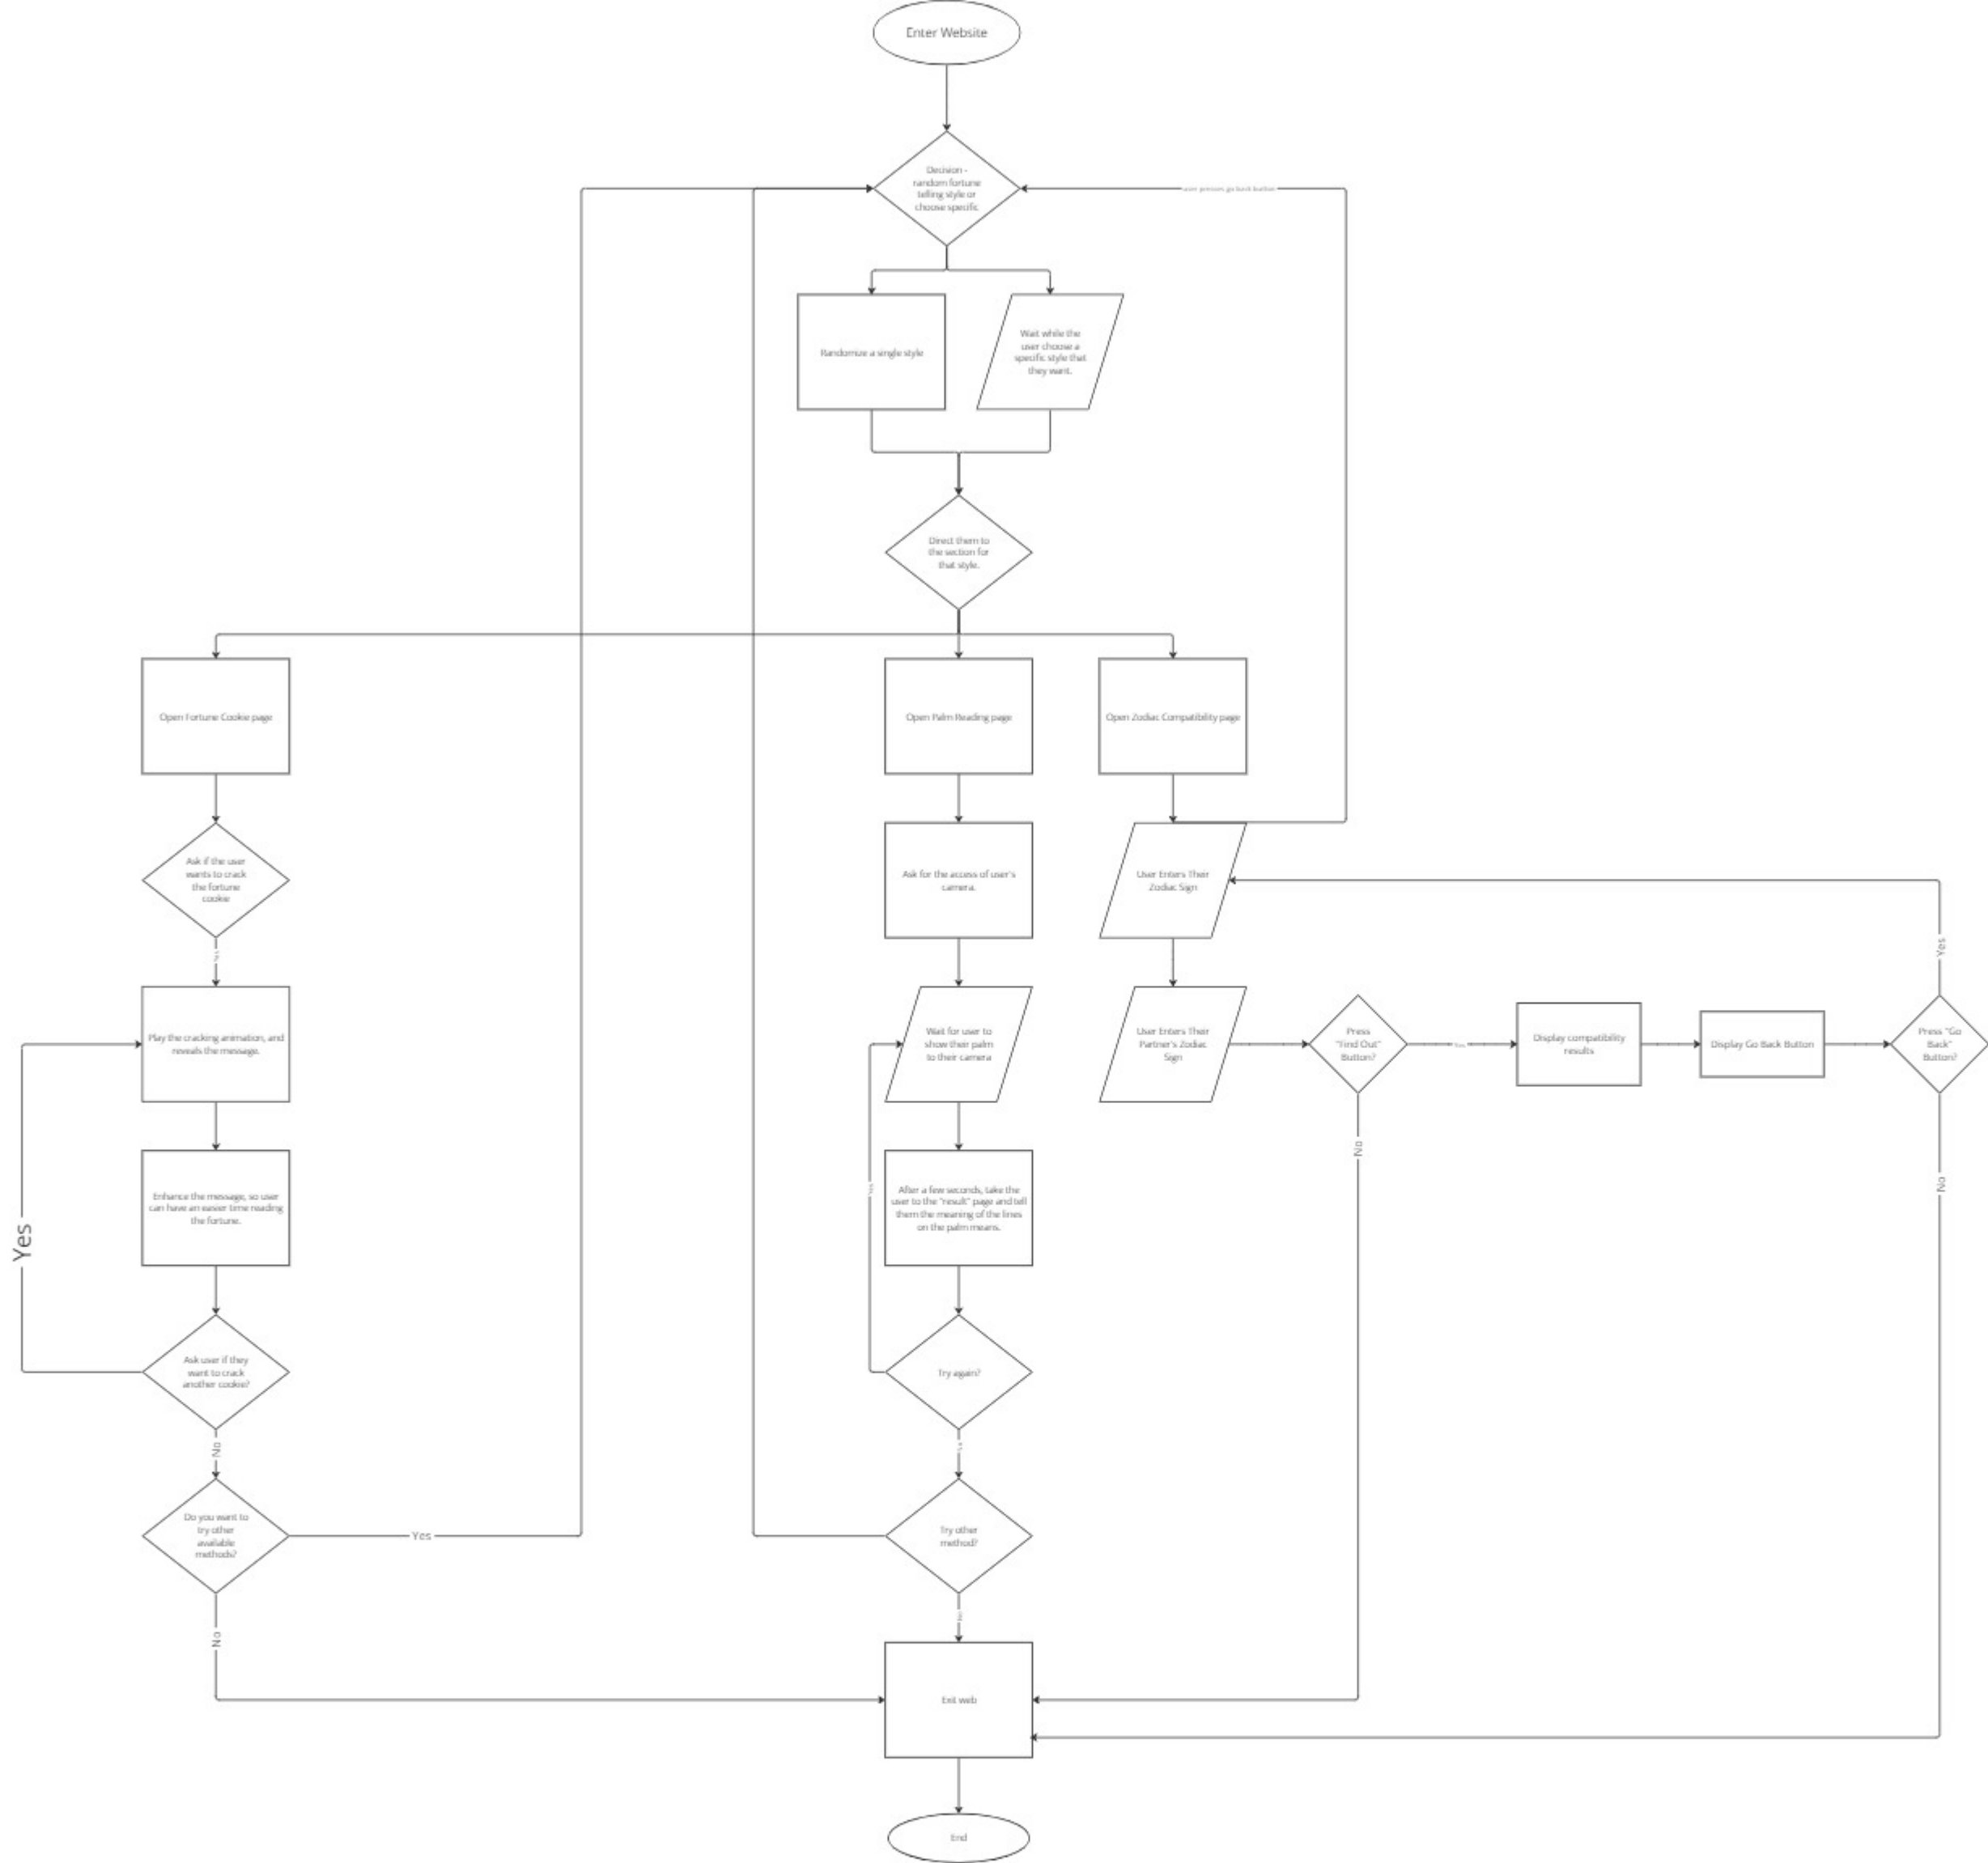 Enter Website
Decision -
random fortune
telling style or
choose specific
user presses go back button
Randomize a single style
Wait while the
user choose a
specific style that
they want.
Direct them to
the section for
that style.
Open Fortune Cookie page
Open Palm Reading page
Open Zodiac Compatibility page
Ask if the user
wants to crack
the fortune
cookie
Ask for the access of user's
camera.
User Enters Their
Zodiac Sign
Yes
Yes
Play the cracking animation, and
reveals the message.
Wait for user to
show their palm
to their camera
User Enters Their
Partner's Zodiac
Sign
Press
"Find Out"
Button?
Yes
Display compatibility
results
Display Go Back Button
Press "Go
Back"
Button?
No
No
Yes
Enhance the message, so user
can have an easier time reading
the fortune.
Yes
After a few seconds, take the
user to the "result" page and tell
them the meaning of the lines
on the palm means.
Ask user if they
want to crack
another cookie?
Try again?
No
Do you want to
try other
available
methods?
Yes
Try other
method?
No
Exit web
End